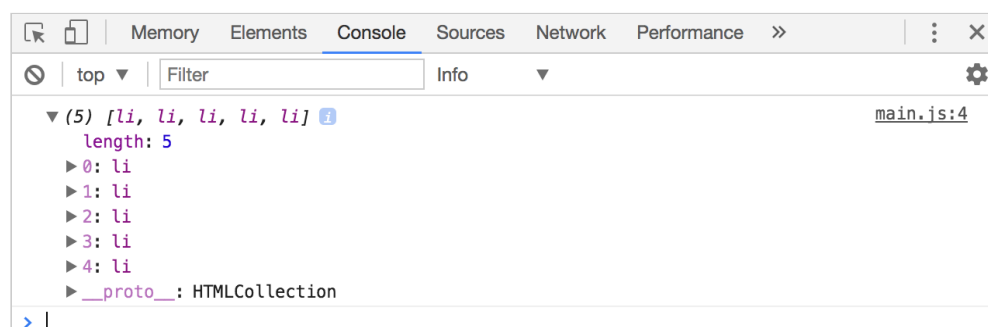 Memory Elements Console Sources Network Performance »
top ▼ Filter Info ▼
▼(5) [li, li, li, li, li] i main.js:4
length: 5
▶0: li
▶1: li
▶2: li
▶3: li
▶4: li
▶__proto__: HTMLCollection
>